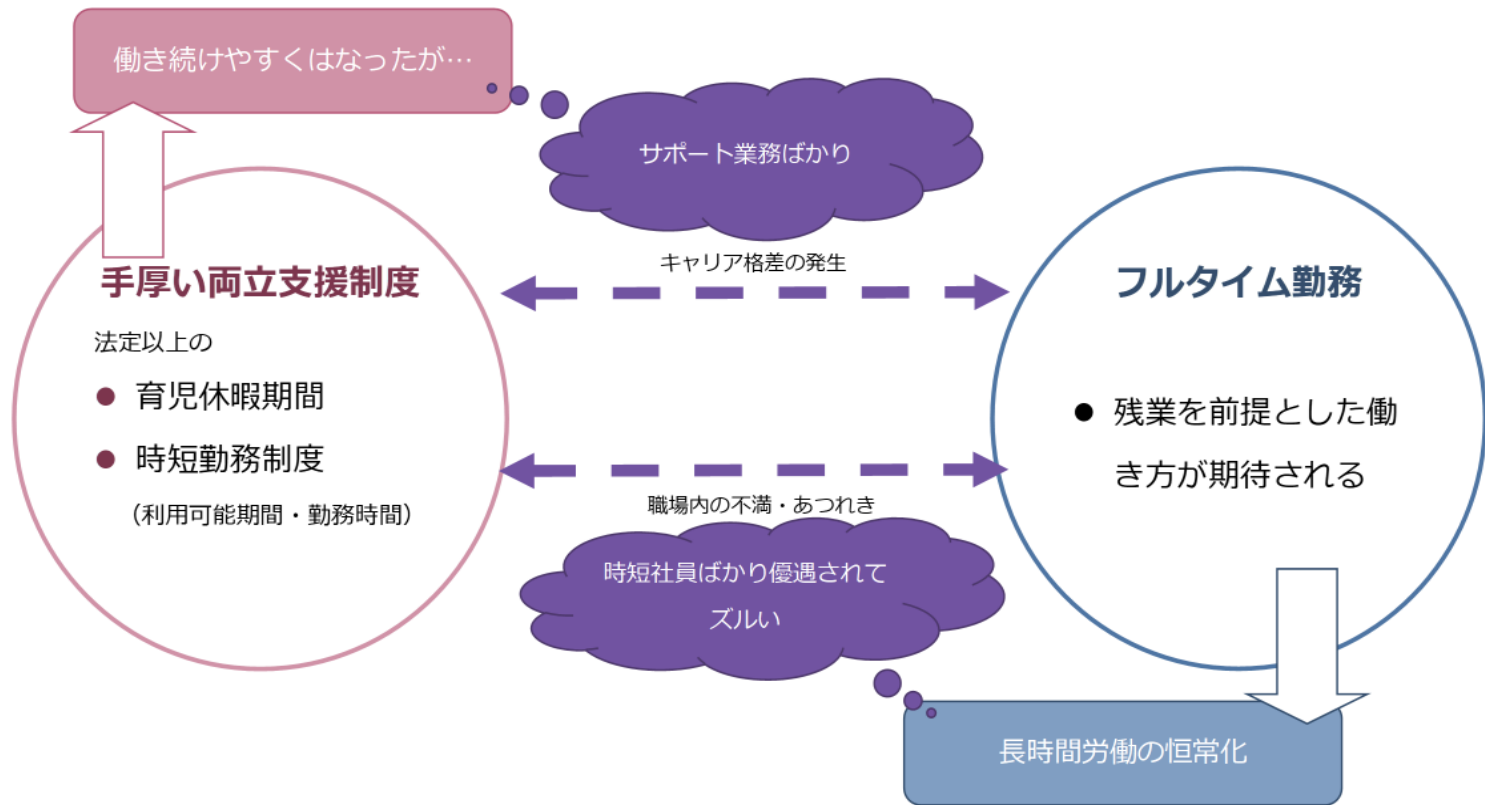 働き続けやすくはなったが…
サポート業務ばかり
キャリア格差の発生
手厚い両立支援制度
法定以上の
● 育児休暇期間
● 時短勤務制度
（利用可能期間・勤務時間）
フルタイム勤務
● 残業を前提とした働
き方が期待される
職場内の不満・あつれき
時短社員ばかり優遇されて
ズルい
長時間労働の恒常化